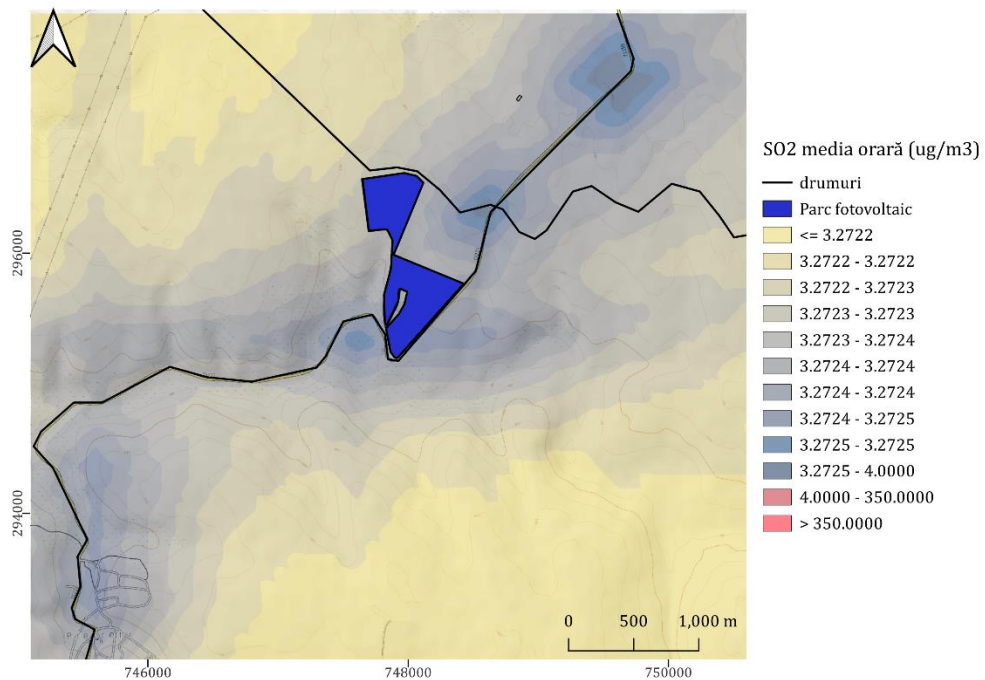 SO2 media orară (ug/m3)
drumuri
Parc fotovoltaic
<= 3.2722
3.2722 - 3.2722
3.2722 - 3.2723
3.2723 - 3.2723
3.2723 - 3.2724
3.2724 - 3.2724
3.2724 - 3.2724
3.2724 - 3.2725
3.2725 - 3.2725
3.2725 - 4.0000
4.0000 - 350.0000
> 350.0000
296000
294000
0 500 1,000 m
746000 748000 750000